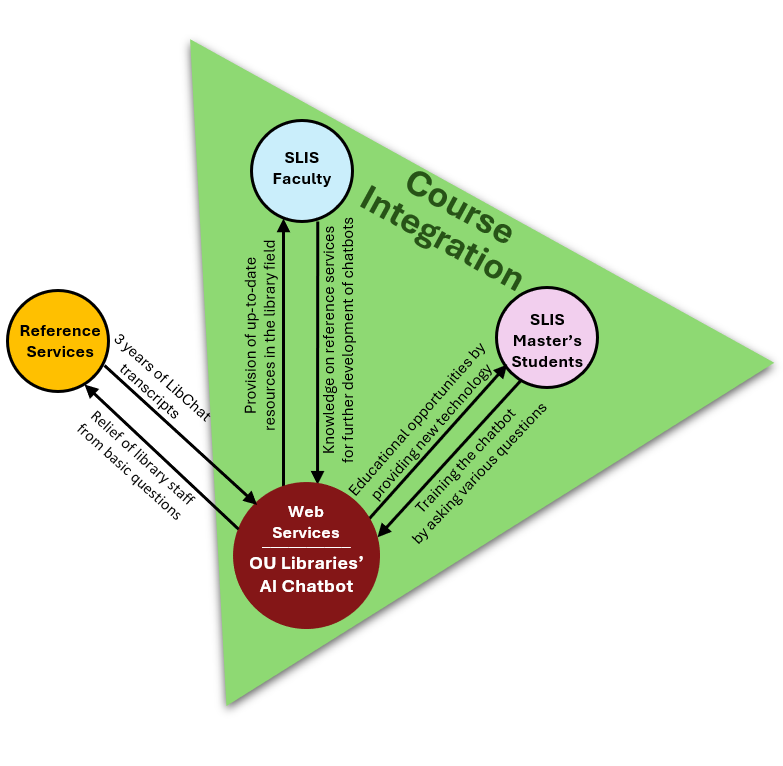 SLIS
Faculty
Course
Integration
Provision of up-to-date
resources in the library field
Knowledge on reference services
for further development of chatbots
Reference
Services
SLIS
Master's
Students
3 years of LibChat
transcripts
Relief of library staff
from basic questions
Educational opportunities by
providing new technology
Training the chatbot
by asking various questions
Web
Services
OU Libraries'
AI Chatbot